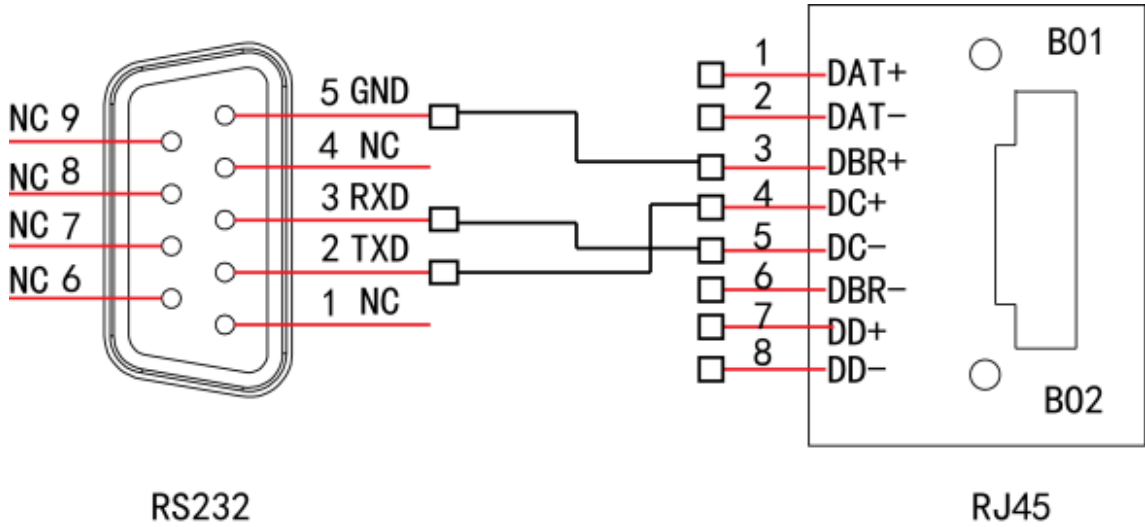 NC 9
NC 8
NC 7
NC 6
5 GND
4 NC
3 RXD
2 TXD
1 NC
1 DAT+
2 DAT-
3 DBR+
4 DC+
5 DC-
6 DBR-
7 DD+
8 DD-
B01
B02
RS232
RJ45